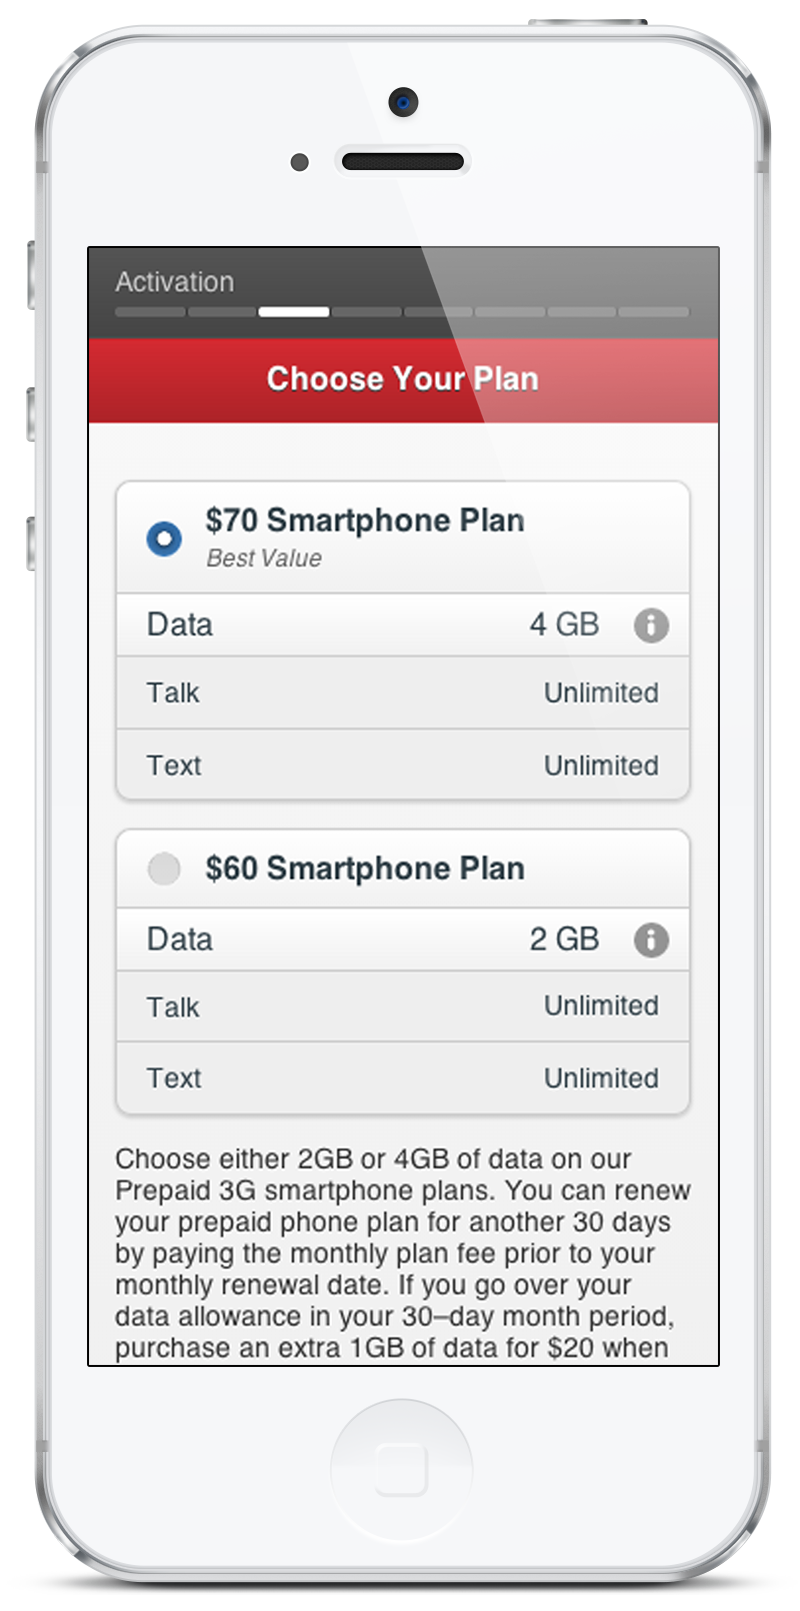 Activation
Choose Your Plan
$70 Smartphone Plan
Best Value
Data 4 GB
Talk Unlimited
Text Unlimited
$60 Smartphone Plan
Data 2 GB
Talk Unlimited
Text Unlimited
Choose either 2GB or 4GB of data on our
Prepaid 3G smartphone plans. You can renew
your prepaid phone plan for another 30 days
by paying the monthly plan fee prior to your
monthly renewal date. If you go over your
data allowance in your 30–day month period,
purchase an extra 1GB of data for $20 when